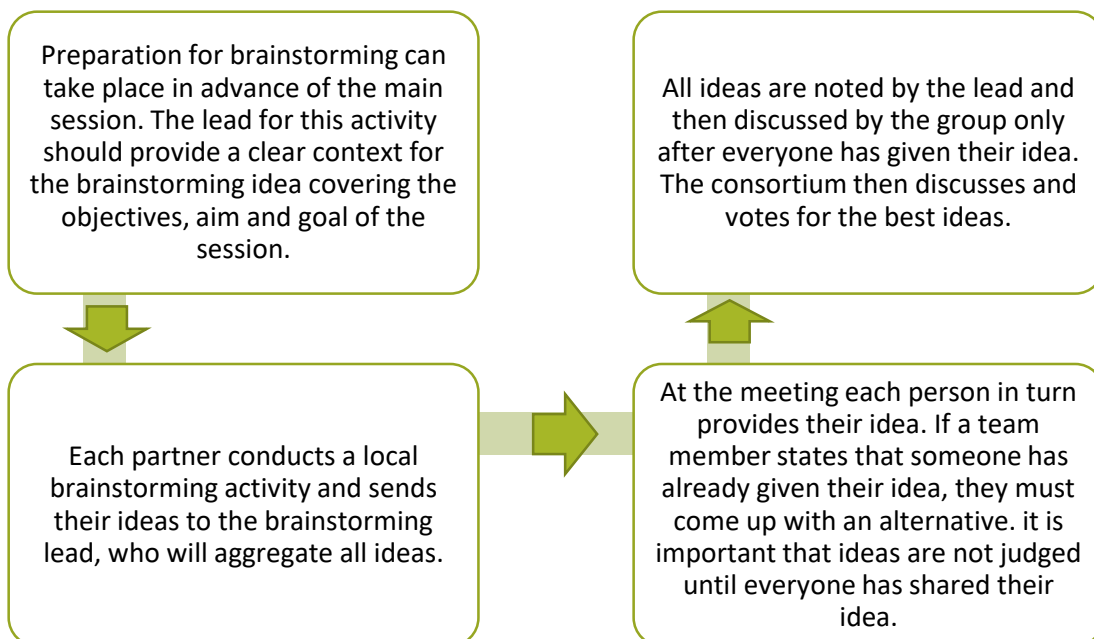 Preparation for brainstorming can
take place in advance of the main
session. The lead for this activity
should provide a clear context for
the brainstorming idea covering the
objectives, aim and goal of the
session.
Each partner conducts a local
brainstorming activity and sends
their ideas to the brainstorming
lead, who will aggregate all ideas.
At the meeting each person in turn
provides their idea. If a team
member states that someone has
already given their idea, they must
come up with an alternative. it is
important that ideas are not judged
until everyone has shared their
idea.
All ideas are noted by the lead and
then discussed by the group only
after everyone has given their idea.
The consortium then discusses and
votes for the best ideas.